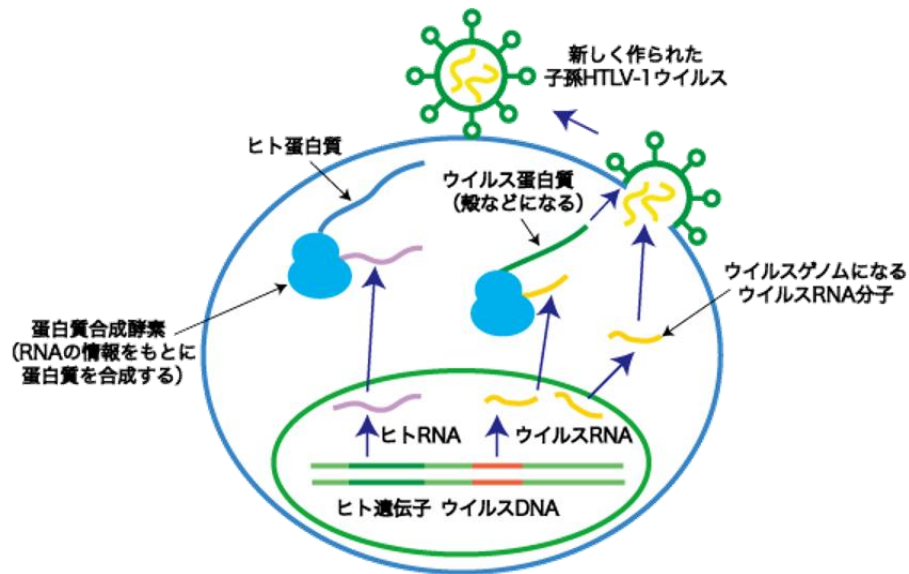 新しく作られた
子孫HTLV-1ウイルス
ヒト蛋白質
ウイルス蛋白質
（殻などになる）
ウイルスゲノムになる
ウイルスRNA分子
蛋白質合成酵素
（RNAの情報をもとに
蛋白質を合成する）
ヒトRNA
ウイルスRNA
ヒト遺伝子
ウイルスDNA